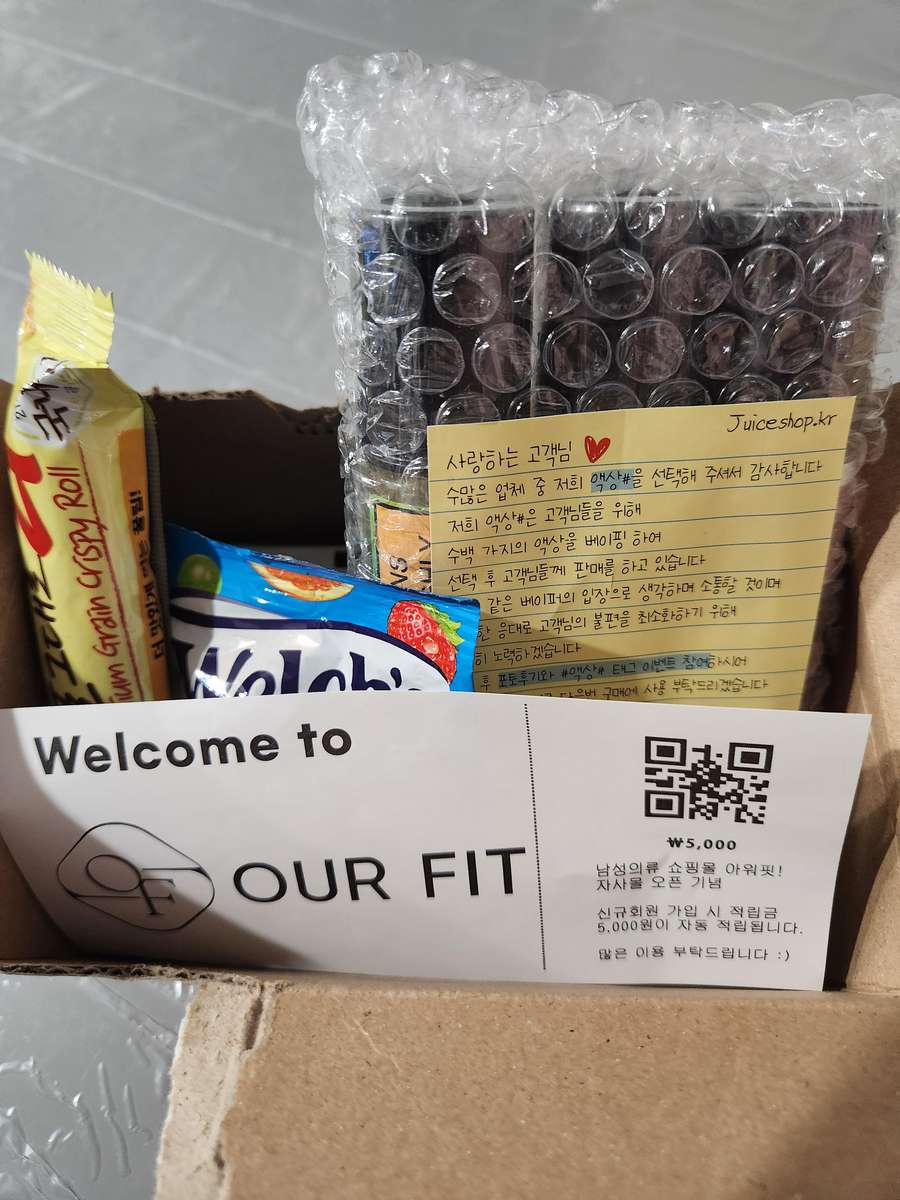 Juiceshop.kr
사랑하는 고객님
수많은 업체 중 저희 액상#을 선택해 주셔서 감사합니다
저희 액상#은 고객님들을 위해
수백 가지의 액상을 베이핑 하여
선택 후 고객님들께 판매를 하고 있습니다
같은 베이퍼의 입장으로 생각하며 소통할 것이며
응대로 고객님의 불편을 최소화하기 위해
노력하겠습니다
후 포토후기와 #액상# 태그 이벤트 참여하시어
구매에 사용 부탁드리겠습니다
Grain Crispy Roll
더 맛있게 먹는 꿀팁!
Welch's
Welcome to
OF
OUR FIT
₩5,000
남성의류 쇼핑몰 아워핏!
자사몰 오픈 기념
신규회원 가입 시 적립금
5,000원이 자동 적립됩니다.
많은 이용 부탁드립니다 :)